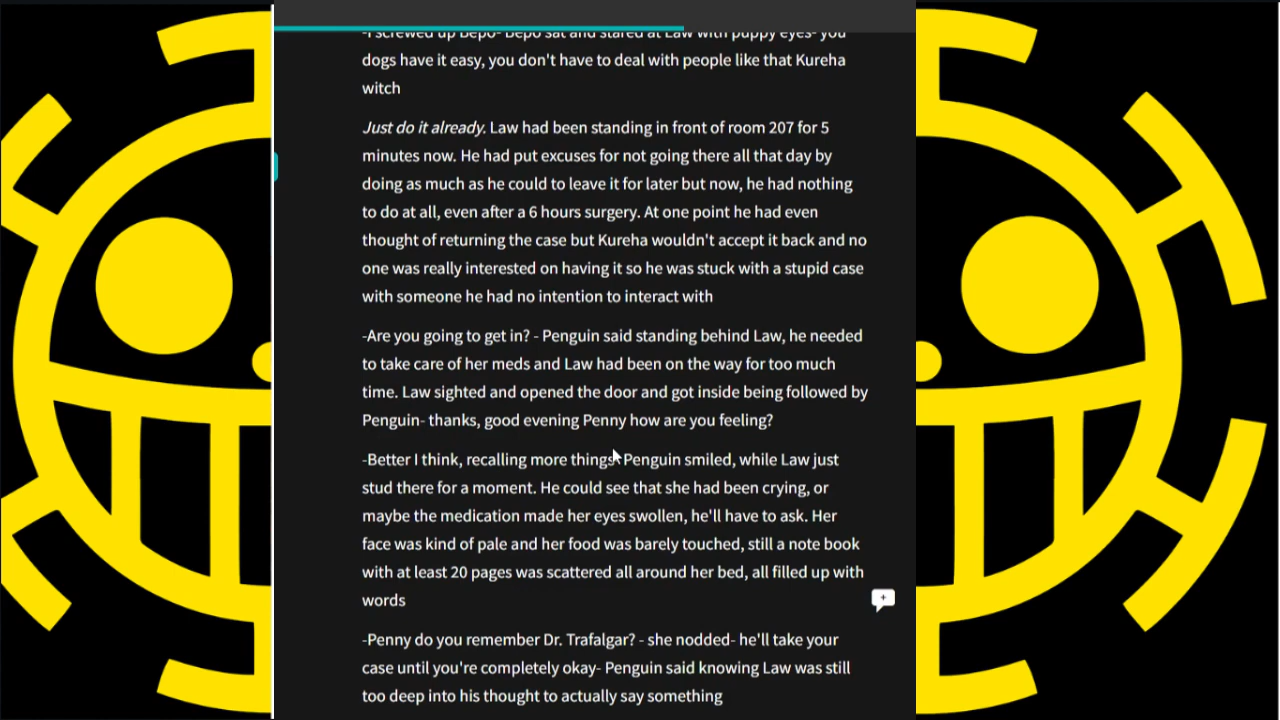 -I screwed up Bepo- Bepo sat and stared at Law with puppy eyes- you
dogs have it easy, you don't have to deal with people like that Kureha
witch
Just do it already. Law had been standing in front of room 207 for 5
minutes now. He had put excuses for not going there all that day by
doing as much as he could to leave it for later but now, he had nothing
to do at all, even after a 6 hours surgery. At one point he had even
thought of returning the case but Kureha wouldn't accept it back and no
one was really interested on having it so he was stuck with a stupid case
with someone he had no intention to interact with
-Are you going to get in? - Penguin said standing behind Law, he needed
to take care of her meds and Law had been on the way for too much
time. Law sighted and opened the door and got inside being followed by
Penguin- thanks, good evening Penny how are you feeling?
-Better I think, recalling more things- Penguin smiled, while Law just
stud there for a moment. He could see that she had been crying, or
maybe the medication made her eyes swollen, he'll have to ask. Her
face was kind of pale and her food was barely touched, still a note book
with at least 20 pages was scattered all around her bed, all filled up with
words
-Penny do you remember Dr. Trafalgar? - she nodded- he'll take your
case until you're completely okay- Penguin said knowing Law was still
too deep into his thought to actually say something